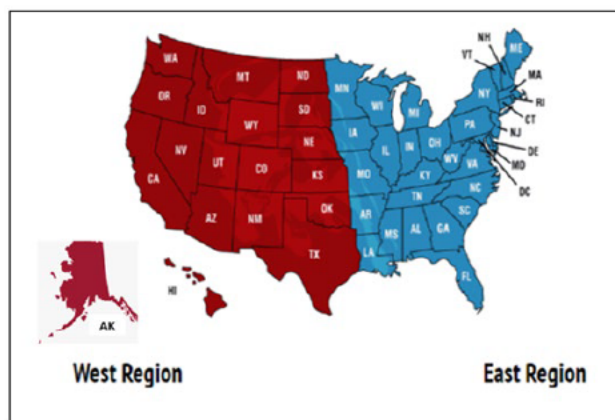 NH
VT
ME
WA
MT
ND
MN
MA
OR
ID
SD
WI
MI
NY
RI
WY
CT
IA
PA
NJ
NE
NV
UT
CO
IL
IN
OH
DE
MD
WV
VA
DC
CA
KS
MO
KY
NC
TN
AZ
NM
OK
AR
SC
MS
AL
GA
TX
LA
FL
HI
AK
West Region
East Region